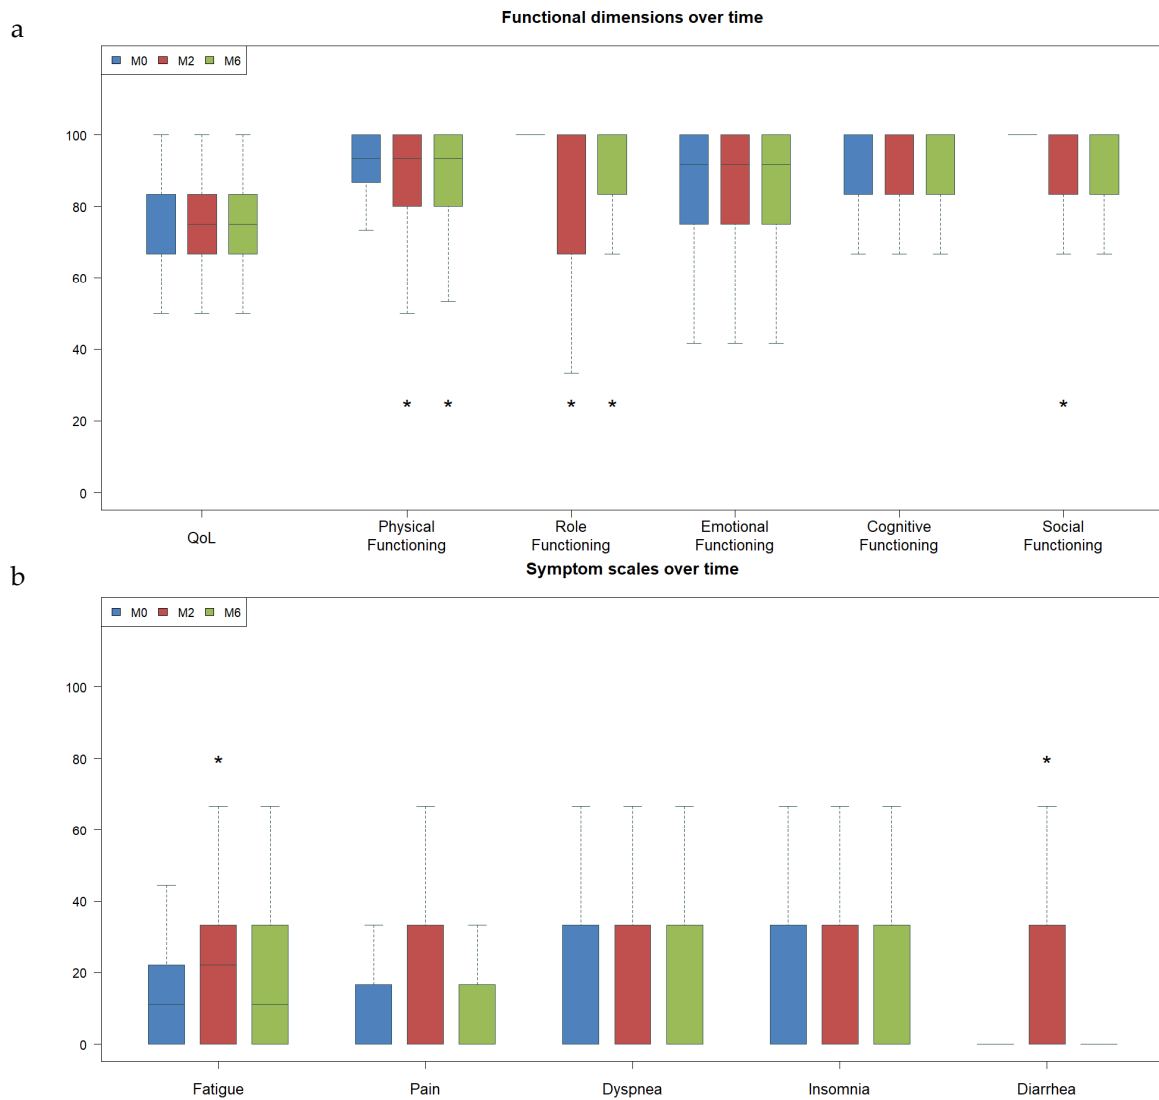 a
Functional dimensions over time
M0 M2 M6
100
80
60
40
20
0
* * * * *
QoL
Physical Functioning
Role Functioning
Emotional Functioning
Cognitive Functioning
Social Functioning
b
Symptom scales over time
M0 M2 M6
100
80
60
40
20
0
* *
Fatigue Pain Dyspnea Insomnia Diarrhea